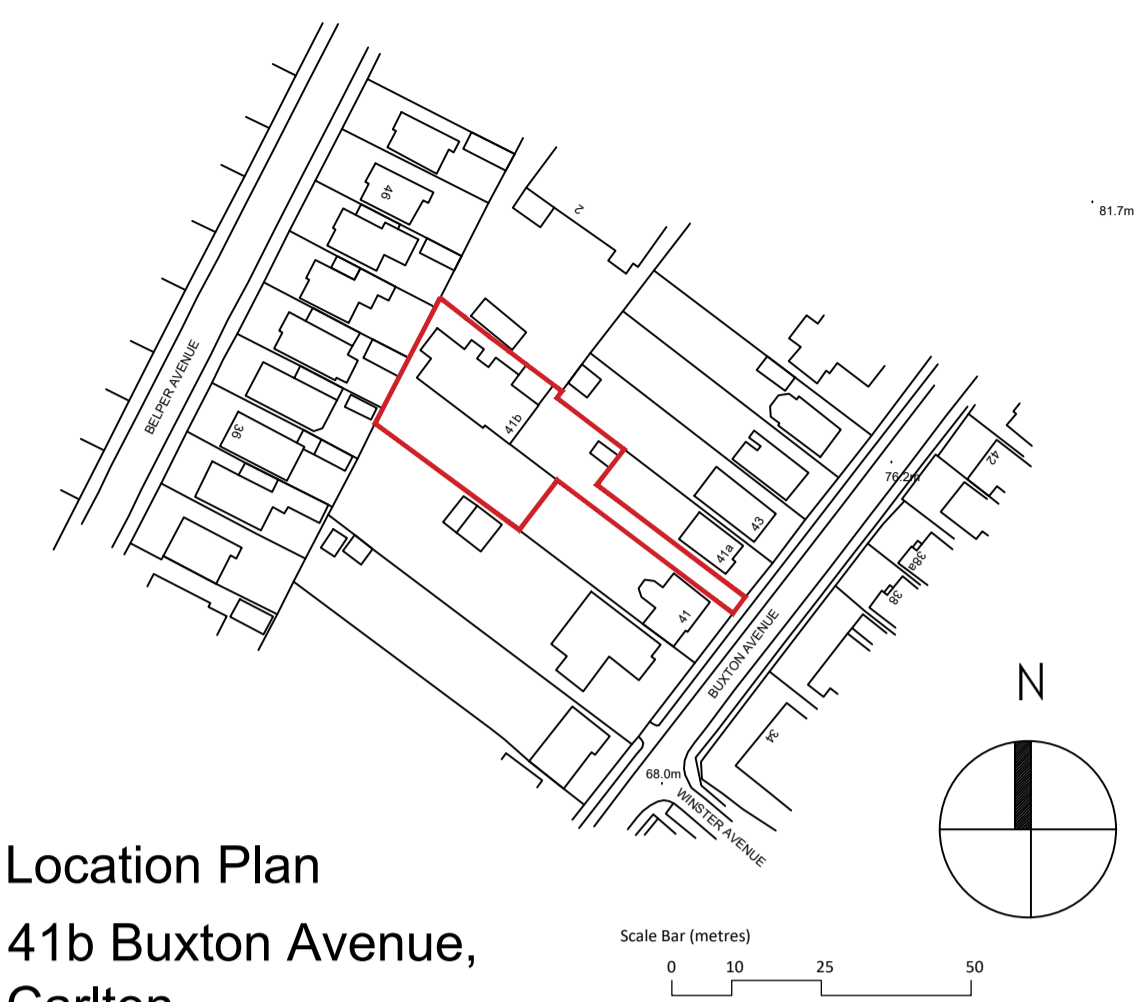 46
2
81.7m
BELPER AVENUE
41b
36
76.2m
42
43
41a
38a
38
41
BUXTON AVENUE
34
N
68.0m
WINSTER AVENUE
Location Plan
41b Buxton Avenue,
Carlton
Scale Bar (metres)
0 10 25 50